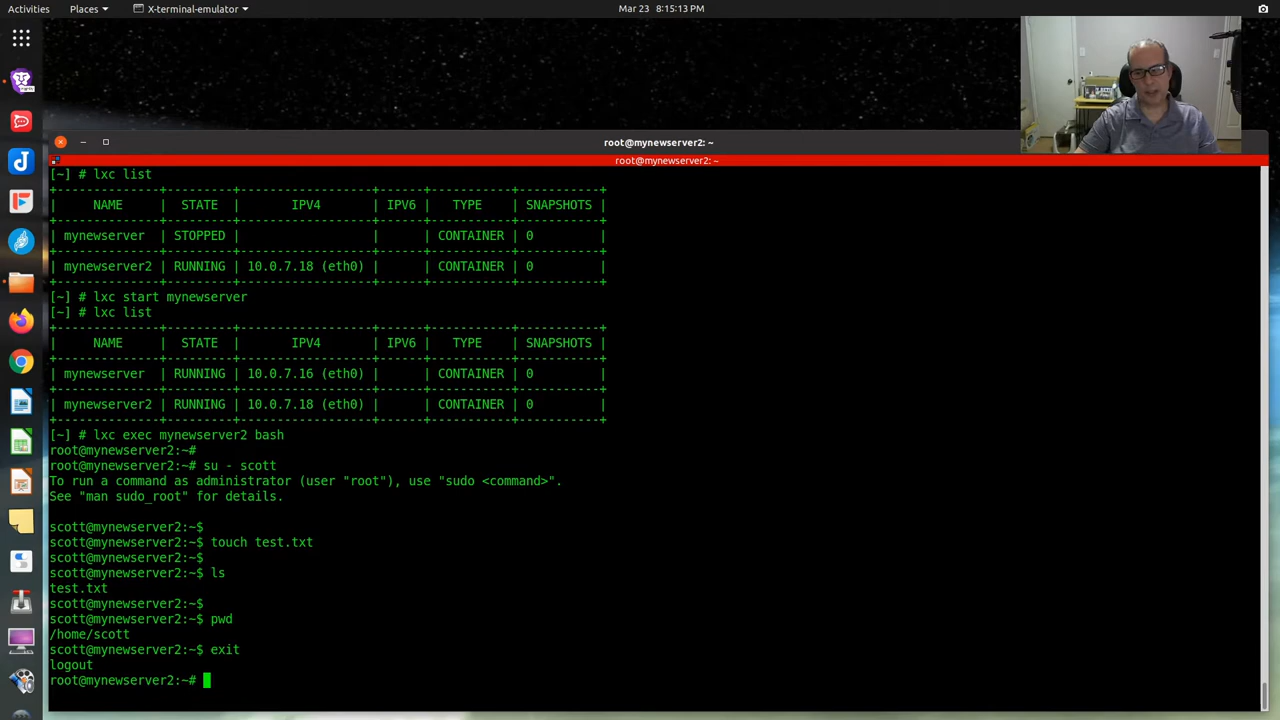 Activities Places X-terminal-emulator Mar 23 8:15:13 PM
root@mynewserver2: ~
root@mynewserver2: ~
[~] # lxc list
+------------+---------+-------------------+------+-----------+-----------+
| NAME | STATE | IPV4 | IPV6 | TYPE | SNAPSHOTS |
+------------+---------+-------------------+------+-----------+-----------+
| mynewserver | STOPPED | | | CONTAINER | 0 |
+------------+---------+-------------------+------+-----------+-----------+
| mynewserver2 | RUNNING | 10.0.7.18 (eth0) | | CONTAINER | 0 |
+------------+---------+-------------------+------+-----------+-----------+
[~] # lxc start mynewserver
[~] # lxc list
+------------+---------+-------------------+------+-----------+-----------+
| NAME | STATE | IPV4 | IPV6 | TYPE | SNAPSHOTS |
+------------+---------+-------------------+------+-----------+-----------+
| mynewserver | RUNNING | 10.0.7.16 (eth0) | | CONTAINER | 0 |
+------------+---------+-------------------+------+-----------+-----------+
| mynewserver2 | RUNNING | 10.0.7.18 (eth0) | | CONTAINER | 0 |
+------------+---------+-------------------+------+-----------+-----------+
[~] # lxc exec mynewserver2 bash
root@mynewserver2:~#
root@mynewserver2:~# su - scott
To run a command as administrator (user "root"), use "sudo <command>".
See "man sudo_root" for details.
scott@mynewserver2:~$
scott@mynewserver2:~$ touch test.txt
scott@mynewserver2:~$
scott@mynewserver2:~$ ls
test.txt
scott@mynewserver2:~$
scott@mynewserver2:~$ pwd
/home/scott
scott@mynewserver2:~$ exit
logout
root@mynewserver2:~#